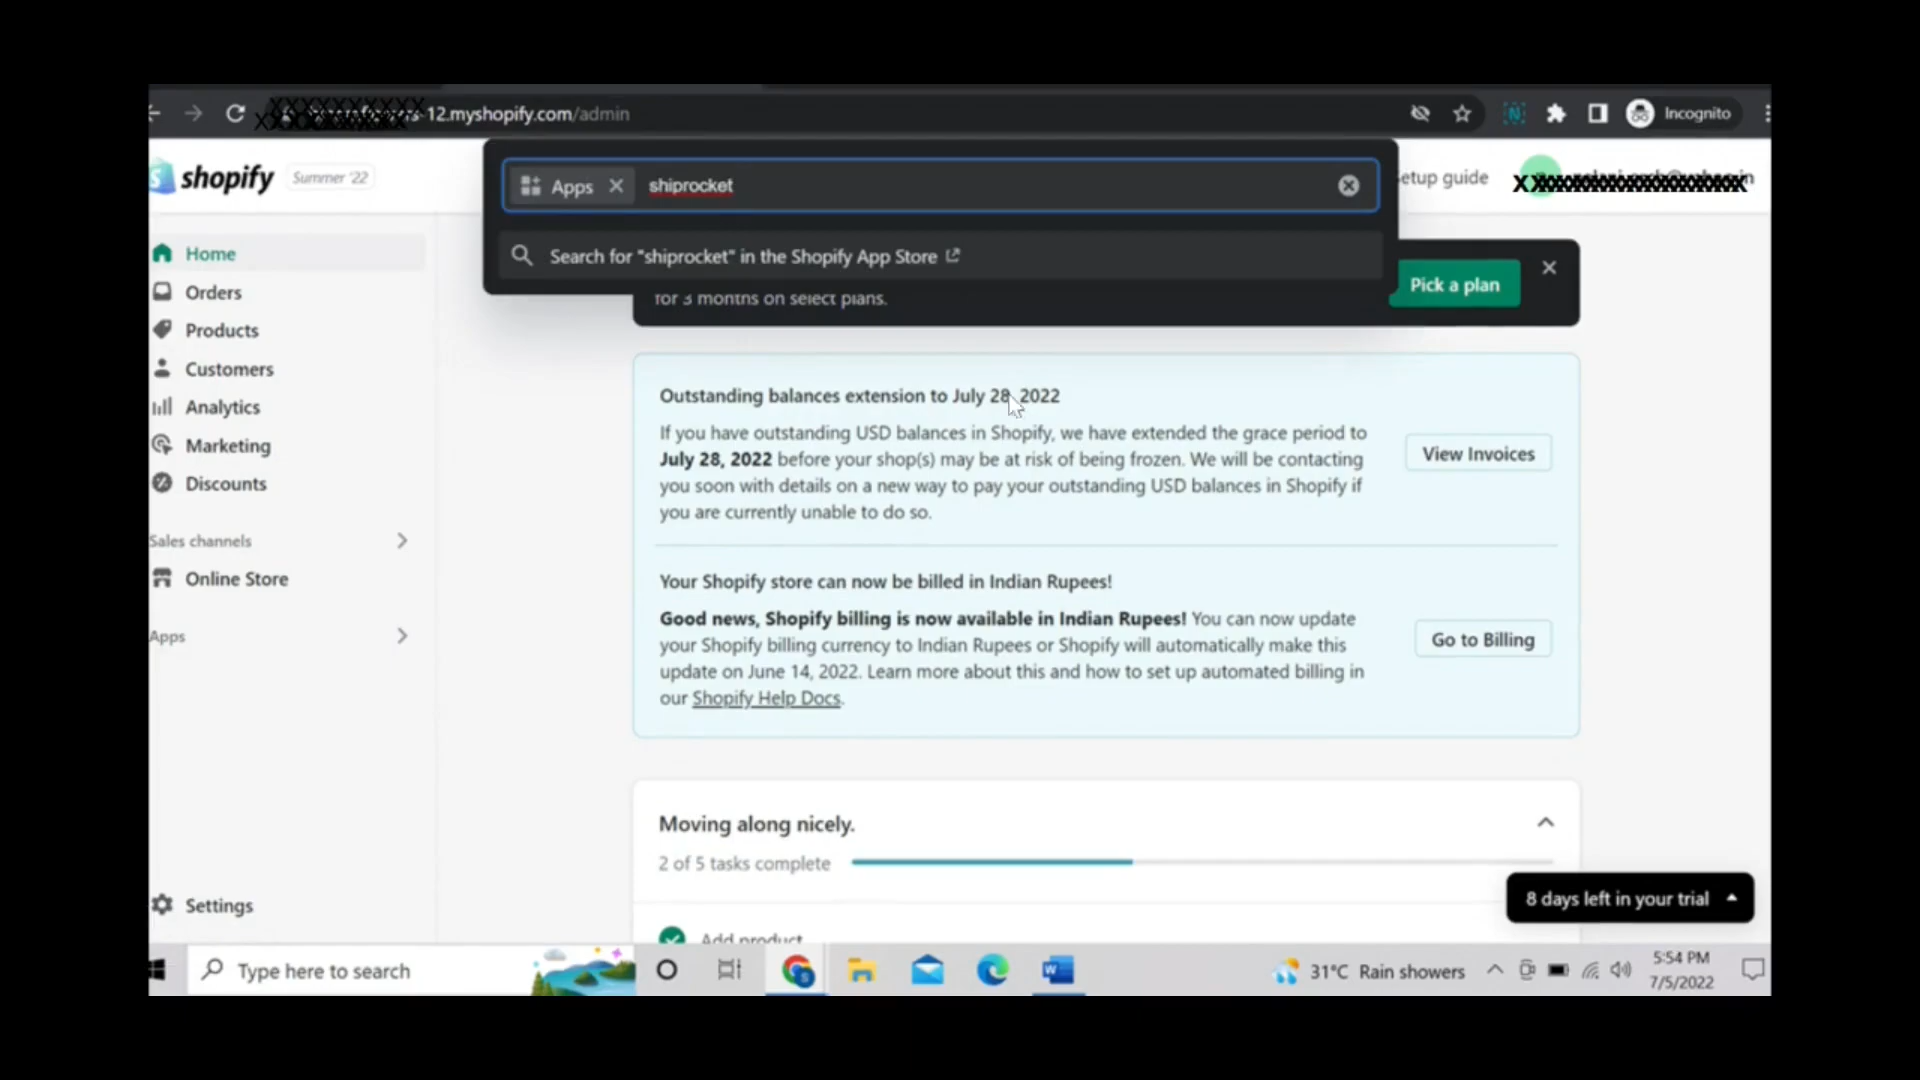 12.myshopify.com/admin
Incognito
shopify
Summer '22
Apps
shiprocket
etup guide
Search for "shiprocket" in the Shopify App Store
for 3 months on select plans.
Pick a plan
Home
Orders
Products
Customers
Analytics
Marketing
Discounts
Sales channels
Online Store
Apps
Settings
Outstanding balances extension to July 28, 2022
If you have outstanding USD balances in Shopify, we have extended the grace period to
July 28, 2022 before your shop(s) may be at risk of being frozen. We will be contacting
you soon with details on a new way to pay your outstanding USD balances in Shopify if
you are currently unable to do so.
View Invoices
Your Shopify store can now be billed in Indian Rupees!
Good news, Shopify billing is now available in Indian Rupees! You can now update
your Shopify billing currency to Indian Rupees or Shopify will automatically make this
update on June 14, 2022. Learn more about this and how to set up automated billing in
our Shopify Help Docs.
Go to Billing
Moving along nicely.
2 of 5 tasks complete
Add product
8 days left in your trial
Type here to search
31°C Rain showers
5:54 PM
7/5/2022